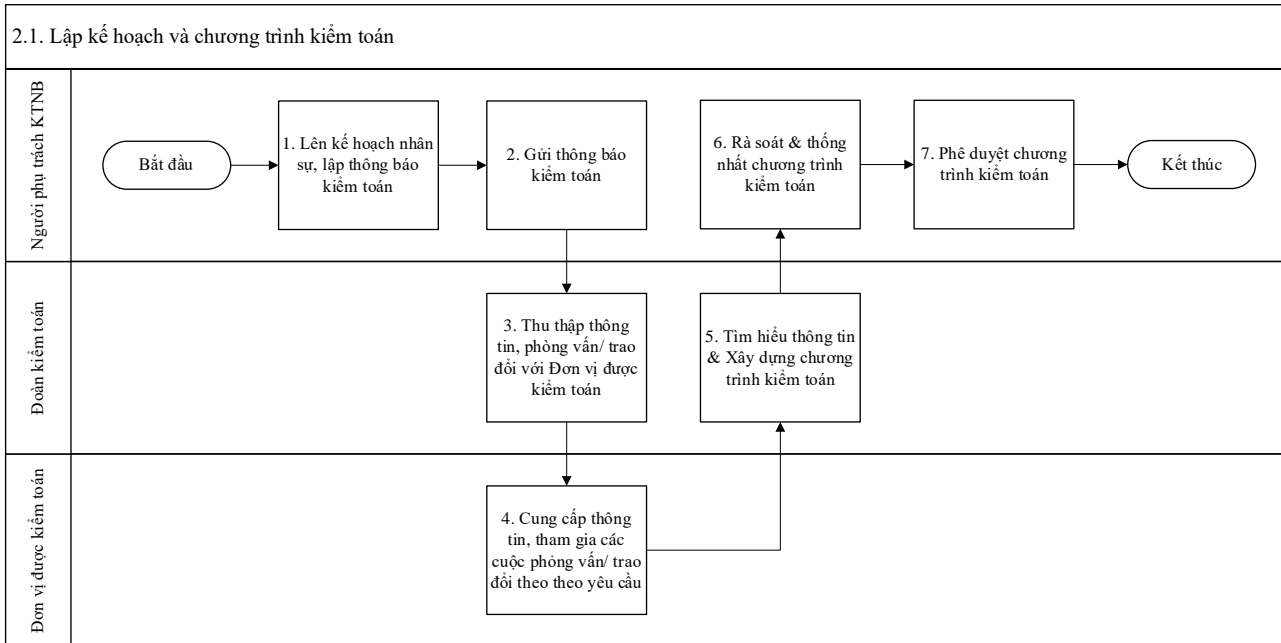 2.1. Lập kế hoạch và chương trình kiểm toán
Người phụ trách KTNB
Bắt đầu
1. Lên kế hoạch nhân
sự, lập thông báo
kiểm toán
2. Gửi thông báo
kiểm toán
6. Rà soát & thống
nhất chương trình
kiểm toán
7. Phê duyệt chương
trình kiểm toán
Kết thúc
Đoàn kiểm toán
3. Thu thập thông
tin, phòng vấn/ trao
đổi với Đơn vị được
kiểm toán
5. Tìm hiểu thông tin
& Xây dựng chương
trình kiểm toán
Đơn vị được kiểm toán
4. Cung cấp thông
tin, tham gia các
cuộc phỏng vấn/ trao
đổi theo theo yêu cầu